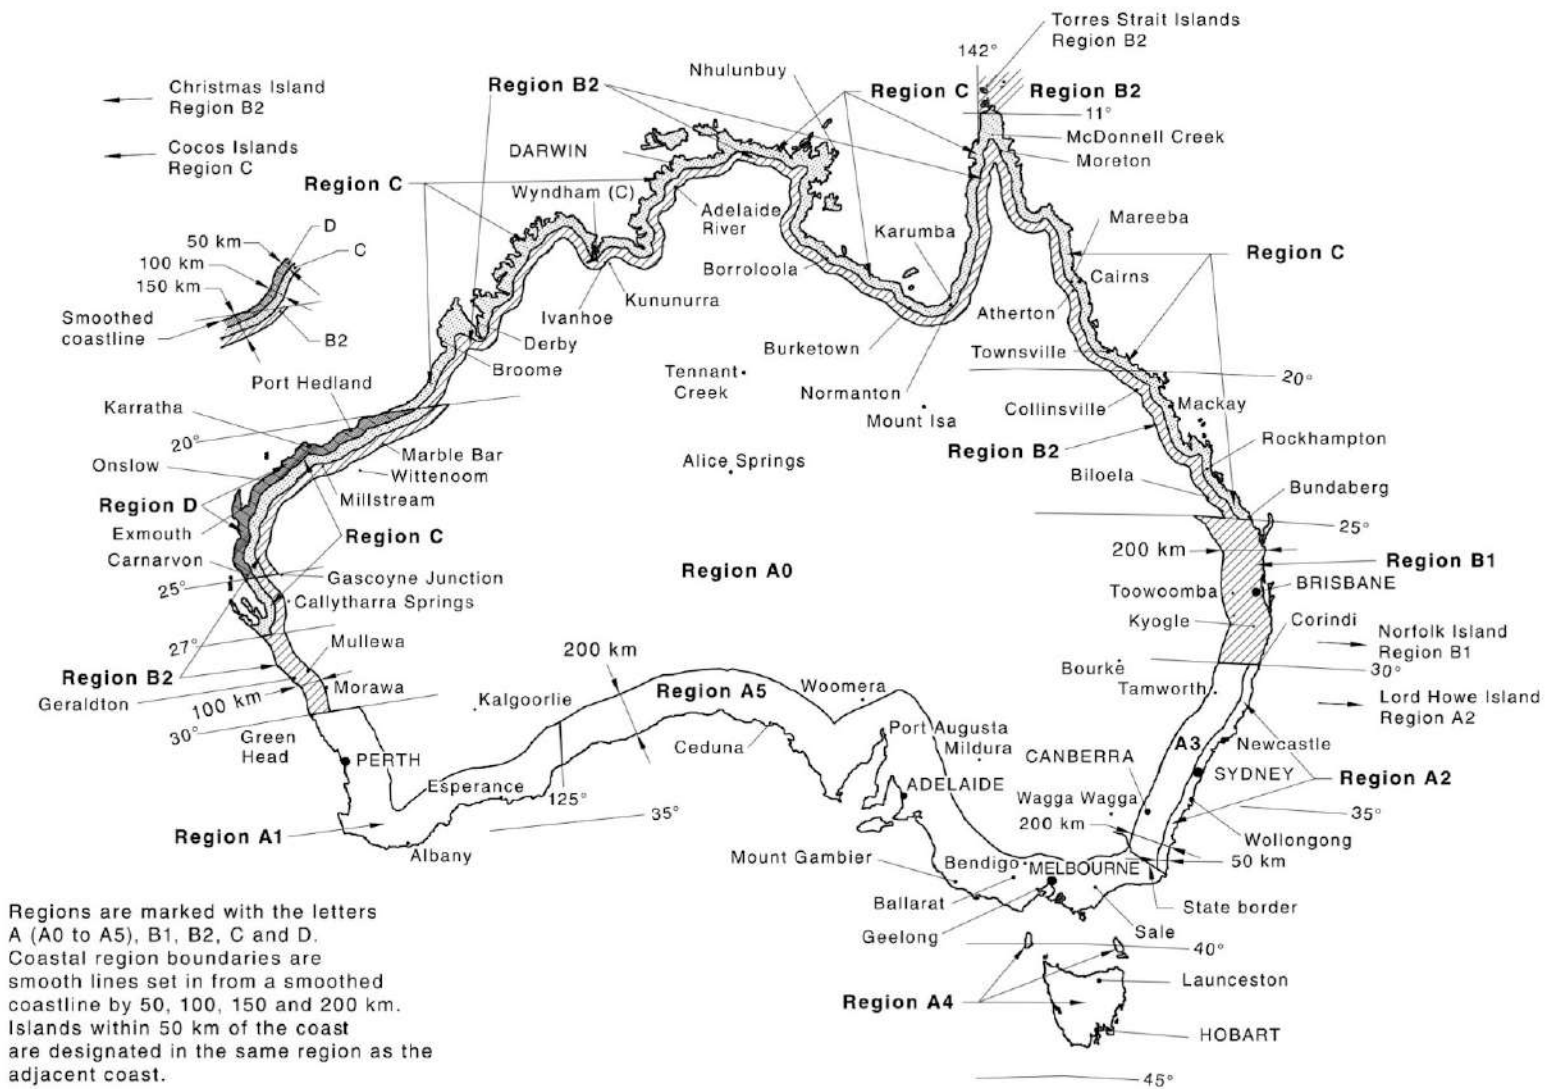 Torres Strait Islands
Region B2
142°
Nhulunbuy
Christmas Island
Region B2
Region B2
Region C
Region B2
11°
McDonnell Creek
Moreton
Cocos Islands
Region C
DARWIN
Region C
Wyndham (C)
Adelaide
River
Mareeba
D
50 km
C
100 km
150 km
Karumba
Region C
Borroloola
Cairns
Kununurra
Atherton
Smoothed
coastline
B2
Ivanhoe
Derby
Broome
Burketown
Townsville
Port Hedland
Tennant
Creek
20°
Normanton
Collinsville
Mackay
Karratha
Mount Isa
20°
Rockhampton
Marble Bar
Region B2
Onslow
Wittenoom
Alice Springs
Biloela
Bundaberg
Millstream
Region D
Exmouth
Region C
25°
Carnarvon
200 km
Region B1
Gascoyne Junction
Region A0
25°
Callytharra Springs
Toowoomba
BRISBANE
Kyogle
Corindi
27°
Mullewa
Norfolk Island
Region B1
200 km
Region B2
Bourke
30°
Geraldton
100 km
Morawa
Kalgoorlie
Region A5
Woomera
Tamworth
Lord Howe Island
Region A2
30°
Green
Head
Port Augusta
Ceduna
Mildura
CANBERRA
A3
Newcastle
PERTH
Esperance
125°
ADELAIDE
SYDNEY
Region A2
Wagga Wagga
35°
35°
Region A1
200 km
Wollongong
Albany
Mount Gambier
Bendigo
MELBOURNE
50 km
Ballarat
State border
Geelong
Sale
40°
Launceston
Region A4
HOBART
45°
Regions are marked with the letters
A (A0 to A5), B1, B2, C and D.
Coastal region boundaries are
smooth lines set in from a smoothed
coastline by 50, 100, 150 and 200 km.
Islands within 50 km of the coast
are designated in the same region as the
adjacent coast.